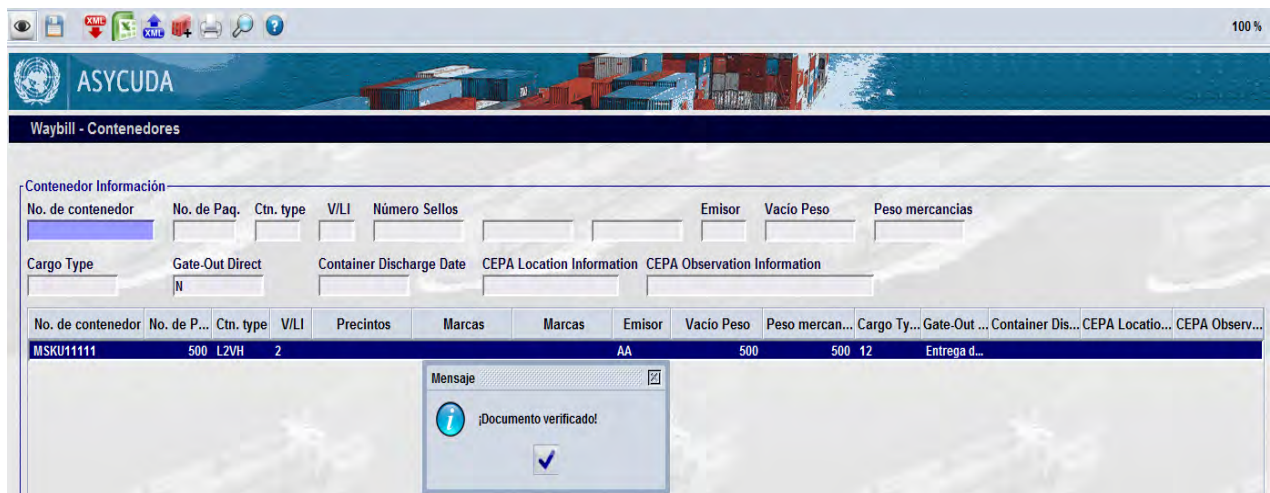 XML XML 100 %
ASYCUDA
Waybill - Contenedores
Contenedor Información
No. de contenedor No. de Paq. Ctn. type V/LI Número Sellos Emisor Vacío Peso Peso mercancias
Cargo Type Gate-Out Direct Container Discharge Date CEPA Location Information CEPA Observation Information
N
No. de contenedor No. de P... Ctn. type V/LI Precintos Marcas Marcas Emisor Vacío Peso Peso mercan... Cargo Ty... Gate-Out ... Container Dis... CEPA Locatio... CEPA Observ...
MSKU11111 500 L2VH 2 AA 500 500 12 Entrega d...
Mensaje
¡Documento verificado!